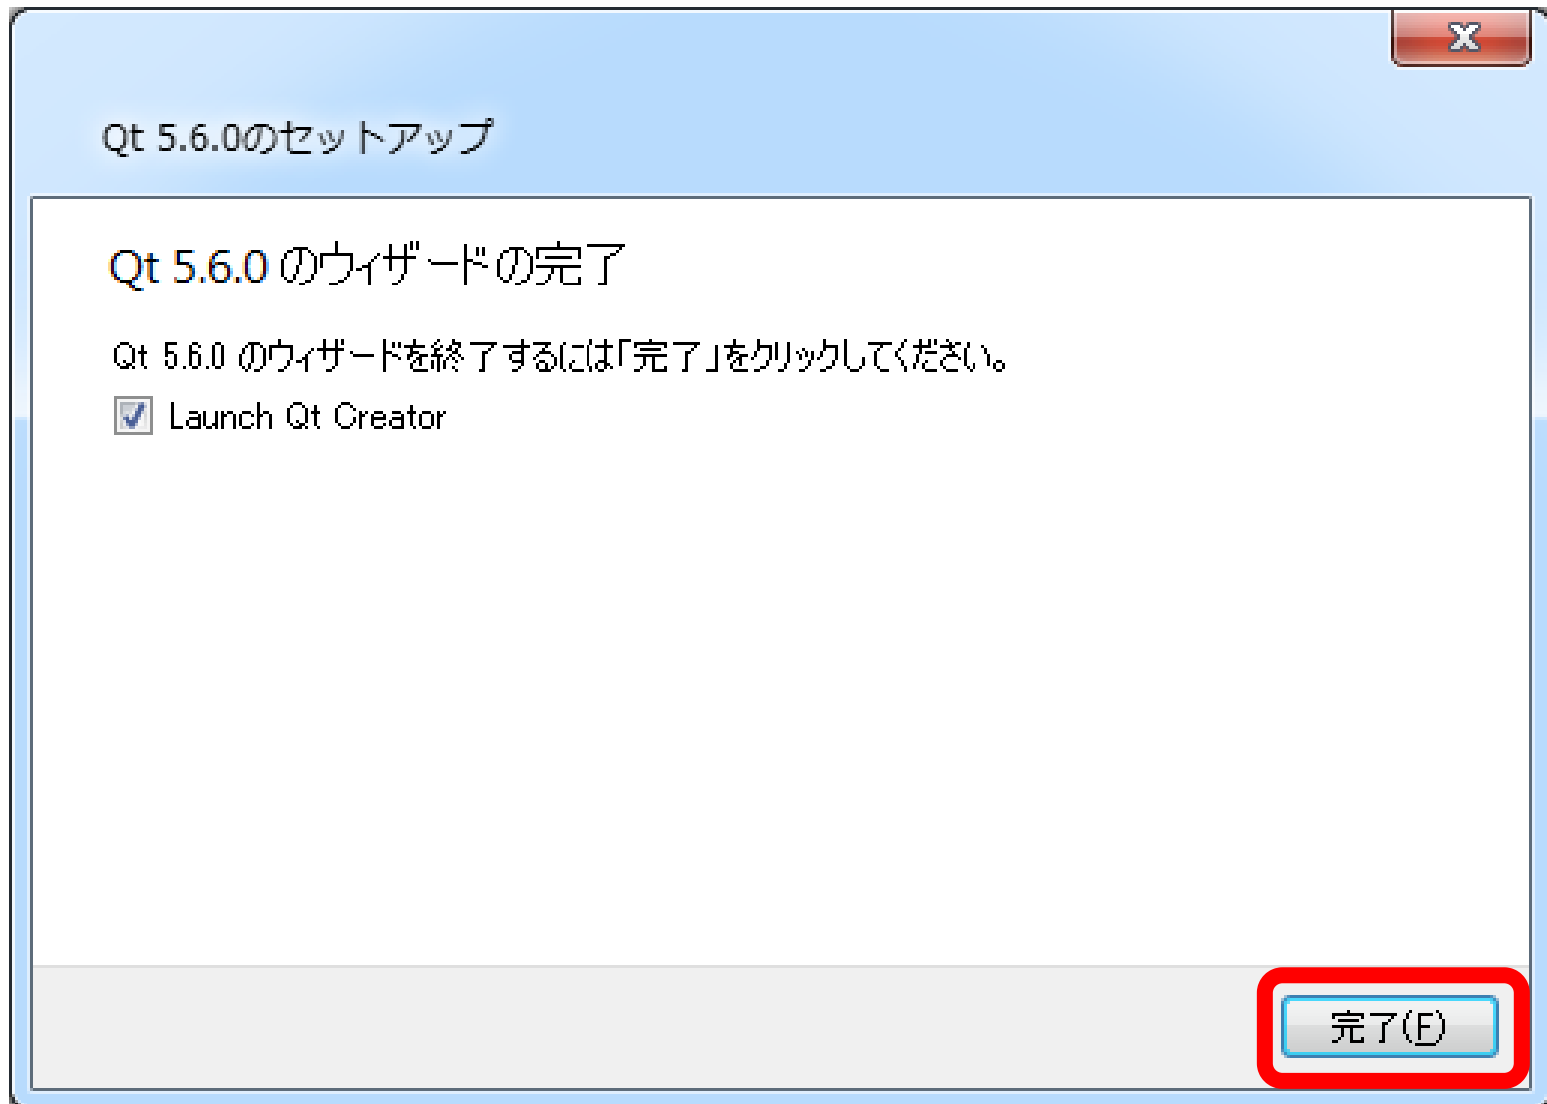 Qt 5.6.0のセットアップ
Qt 5.6.0 のウィザードの完了
Qt 5.6.0 のウィザードを終了するには「完了」をクリックしてください。
Launch Qt Creator
完了(F)